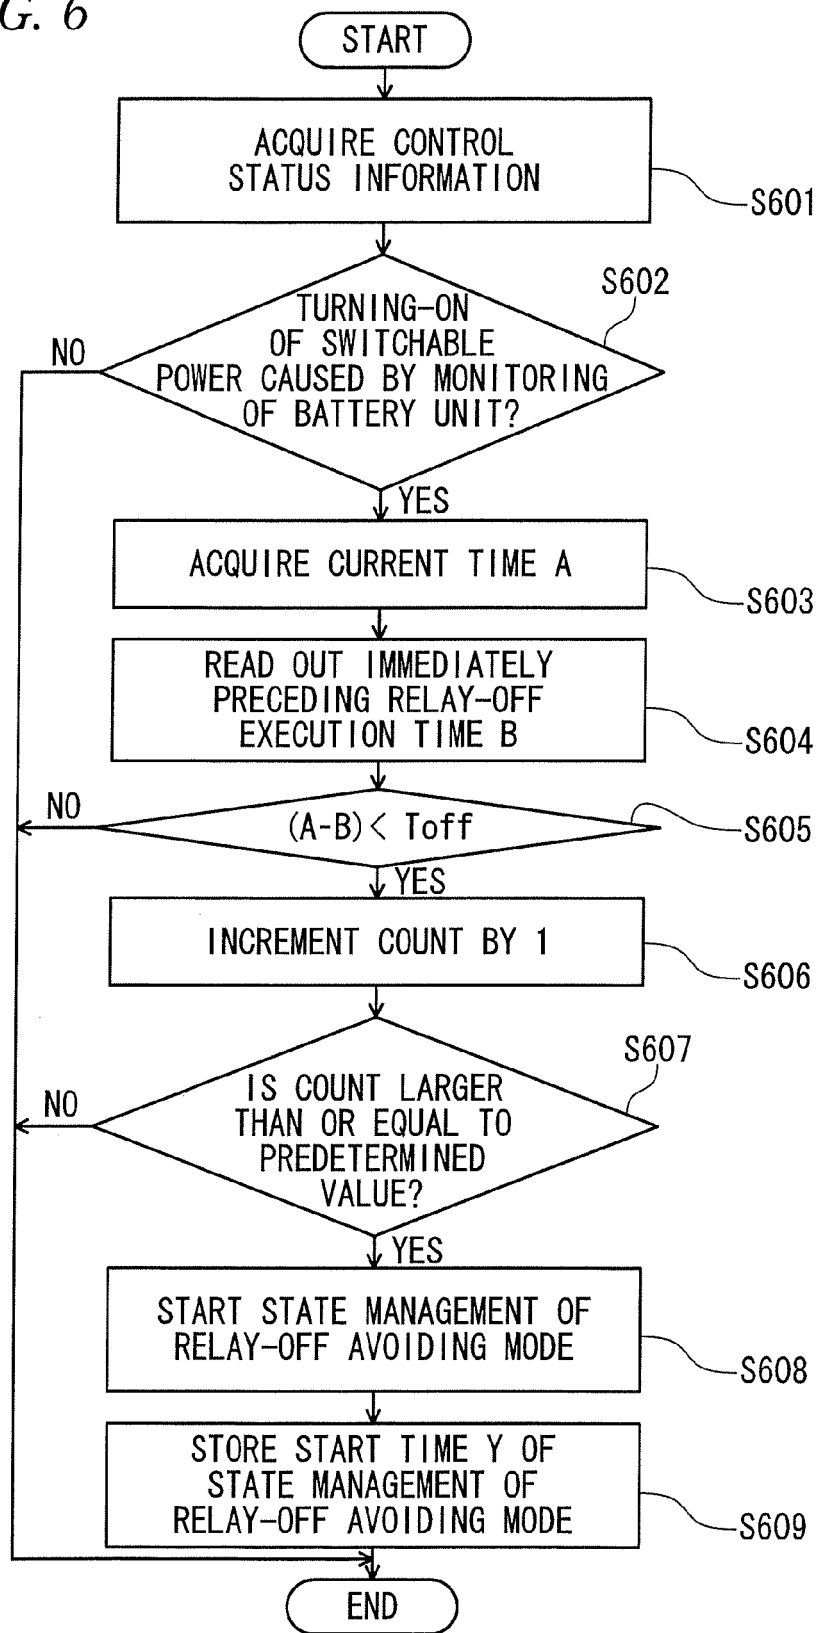 G. 6
START
ACQUIRE CONTROL
STATUS INFORMATION
S601
S602
TURNING-ON
OF SWITCHABLE
POWER CAUSED BY MONITORING
OF BATTERY UNIT?
NO
YES
ACQUIRE CURRENT TIME A
S603
READ OUT IMMEDIATELY
PRECEDING RELAY-OFF
EXECUTION TIME B
S604
NO
(A-B)< Toff
S605
YES
INCREMENT COUNT BY 1
S606
S607
IS COUNT LARGER
THAN OR EQUAL TO
PREDETERMINED
VALUE?
NO
YES
START STATE MANAGEMENT OF
RELAY-OFF AVOIDING MODE
S608
STORE START TIME Y OF
STATE MANAGEMENT OF
RELAY-OFF AVOIDING MODE
S609
END